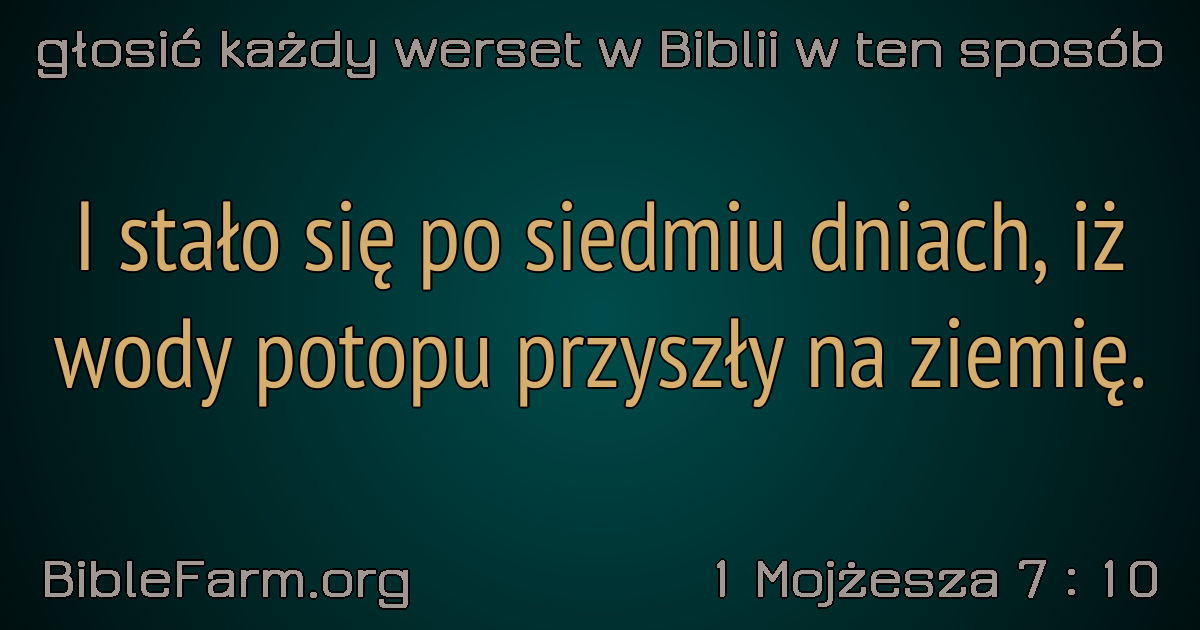 głosić każdy werset w Biblii w ten sposób
I stało się po siedmiu dniach, iż
wody potopu przyszły na ziemię.
BibleFarm.org
1 Mojżesza 7 : 10